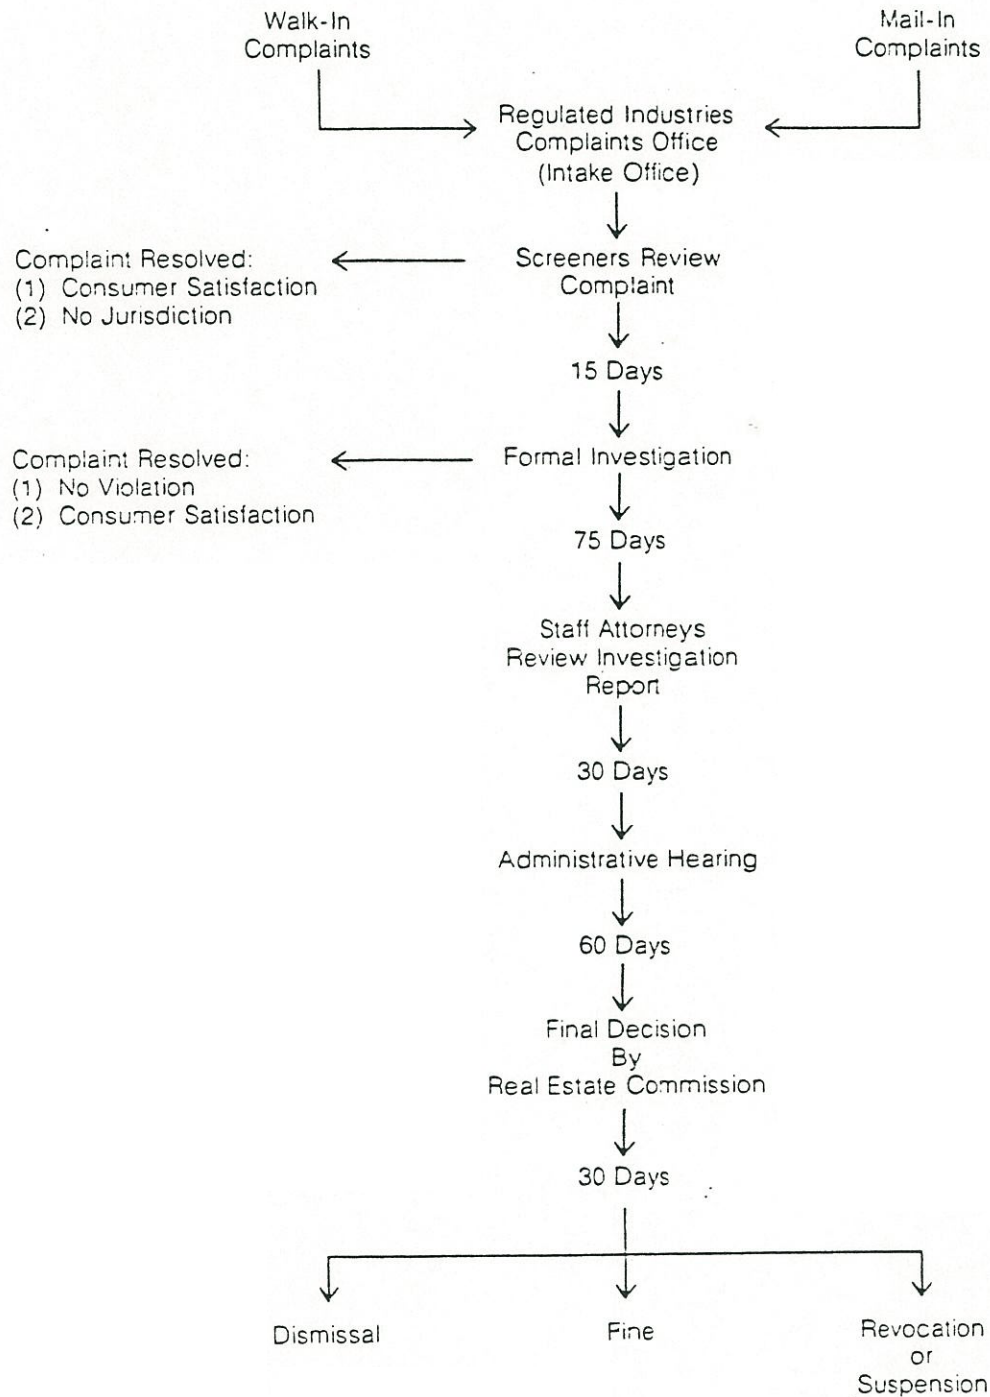 Walk-In
Complaints
Mail-In
Complaints
Regulated Industries
Complaints Office
(Intake Office)
Complaint Resolved:
(1) Consumer Satisfaction
(2) No Jurisdiction
Screeners Review
Complaint
15 Days
Complaint Resolved:
(1) No Violation
(2) Consumer Satisfaction
Formal Investigation
75 Days
Staff Attorneys
Review Investigation
Report
30 Days
Administrative Hearing
60 Days
Final Decision
By
Real Estate Commission
30 Days
Dismissal
Fine
Revocation
or
Suspension